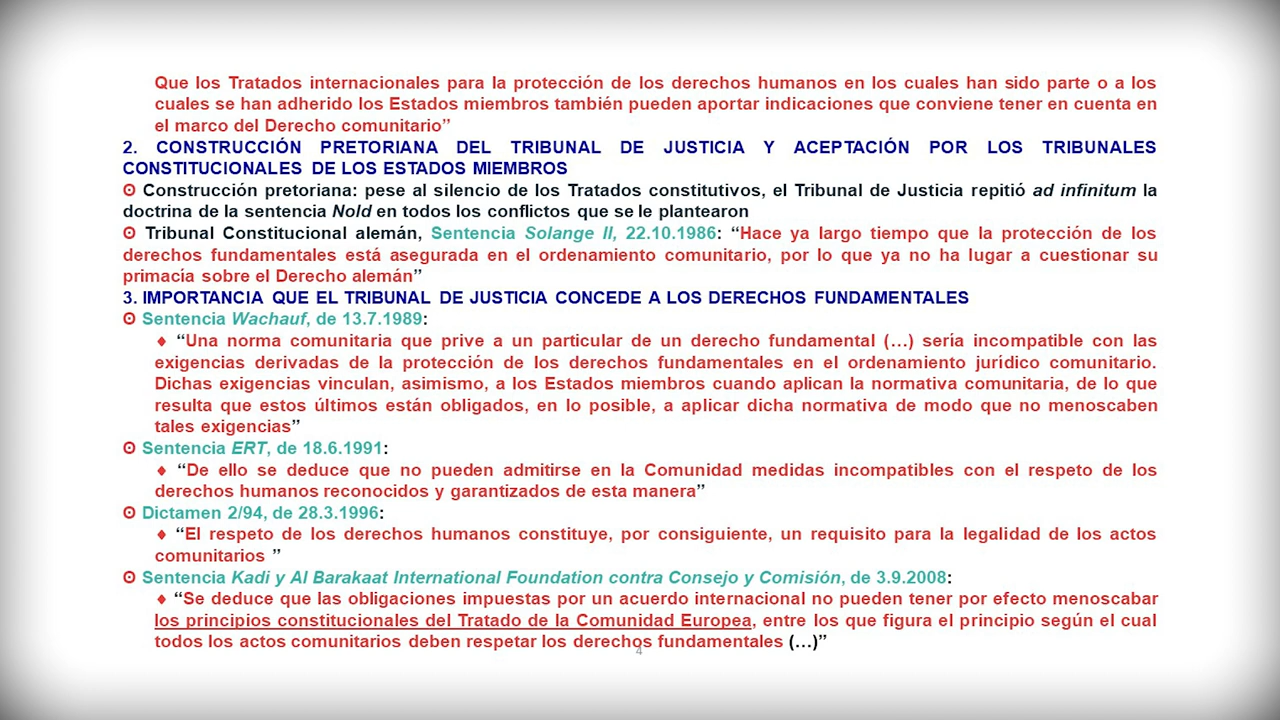 Que los Tratados internacionales para la protección de los derechos humanos en los cuales han sido parte o a los
cuales se han adherido los Estados miembros también pueden aportar indicaciones que conviene tener en cuenta en
el marco del Derecho comunitario”
2. CONSTRUCCIÓN PRETORIANA DEL TRIBUNAL DE JUSTICIA Y ACEPTACIÓN POR LOS TRIBUNALES
CONSTITUCIONALES DE LOS ESTADOS MIEMBROS
ʘ Construcción pretoriana: pese al silencio de los Tratados constitutivos, el Tribunal de Justicia repitió ad infinitum la
doctrina de la sentencia Nold en todos los conflictos que se le plantearon
ʘ Tribunal Constitucional alemán, Sentencia Solange II, 22.10.1986: “Hace ya largo tiempo que la protección de los
derechos fundamentales está asegurada en el ordenamiento comunitario, por lo que ya no ha lugar a cuestionar su
primacía sobre el Derecho alemán”
3. IMPORTANCIA QUE EL TRIBUNAL DE JUSTICIA CONCEDE A LOS DERECHOS FUNDAMENTALES
ʘ Sentencia Wachauf, de 13.7.1989:
♦ “Una norma comunitaria que prive a un particular de un derecho fundamental (…) sería incompatible con las
exigencias derivadas de la protección de los derechos fundamentales en el ordenamiento jurídico comunitario.
Dichas exigencias vinculan, asimismo, a los Estados miembros cuando aplican la normativa comunitaria, de lo que
resulta que estos últimos están obligados, en lo posible, a aplicar dicha normativa de modo que no menoscaben
tales exigencias”
ʘ Sentencia ERT, de 18.6.1991:
♦ “De ello se deduce que no pueden admitirse en la Comunidad medidas incompatibles con el respeto de los
derechos humanos reconocidos y garantizados de esta manera”
ʘ Dictamen 2/94, de 28.3.1996:
♦ “El respeto de los derechos humanos constituye, por consiguiente, un requisito para la legalidad de los actos
comunitarios ”
ʘ Sentencia Kadi y Al Barakaat International Foundation contra Consejo y Comisión, de 3.9.2008:
♦ “Se deduce que las obligaciones impuestas por un acuerdo internacional no pueden tener por efecto menoscabar
los principios constitucionales del Tratado de la Comunidad Europea, entre los que figura el principio según el cual
todos los actos comunitarios deben respetar los derechos fundamentales (…)”
4